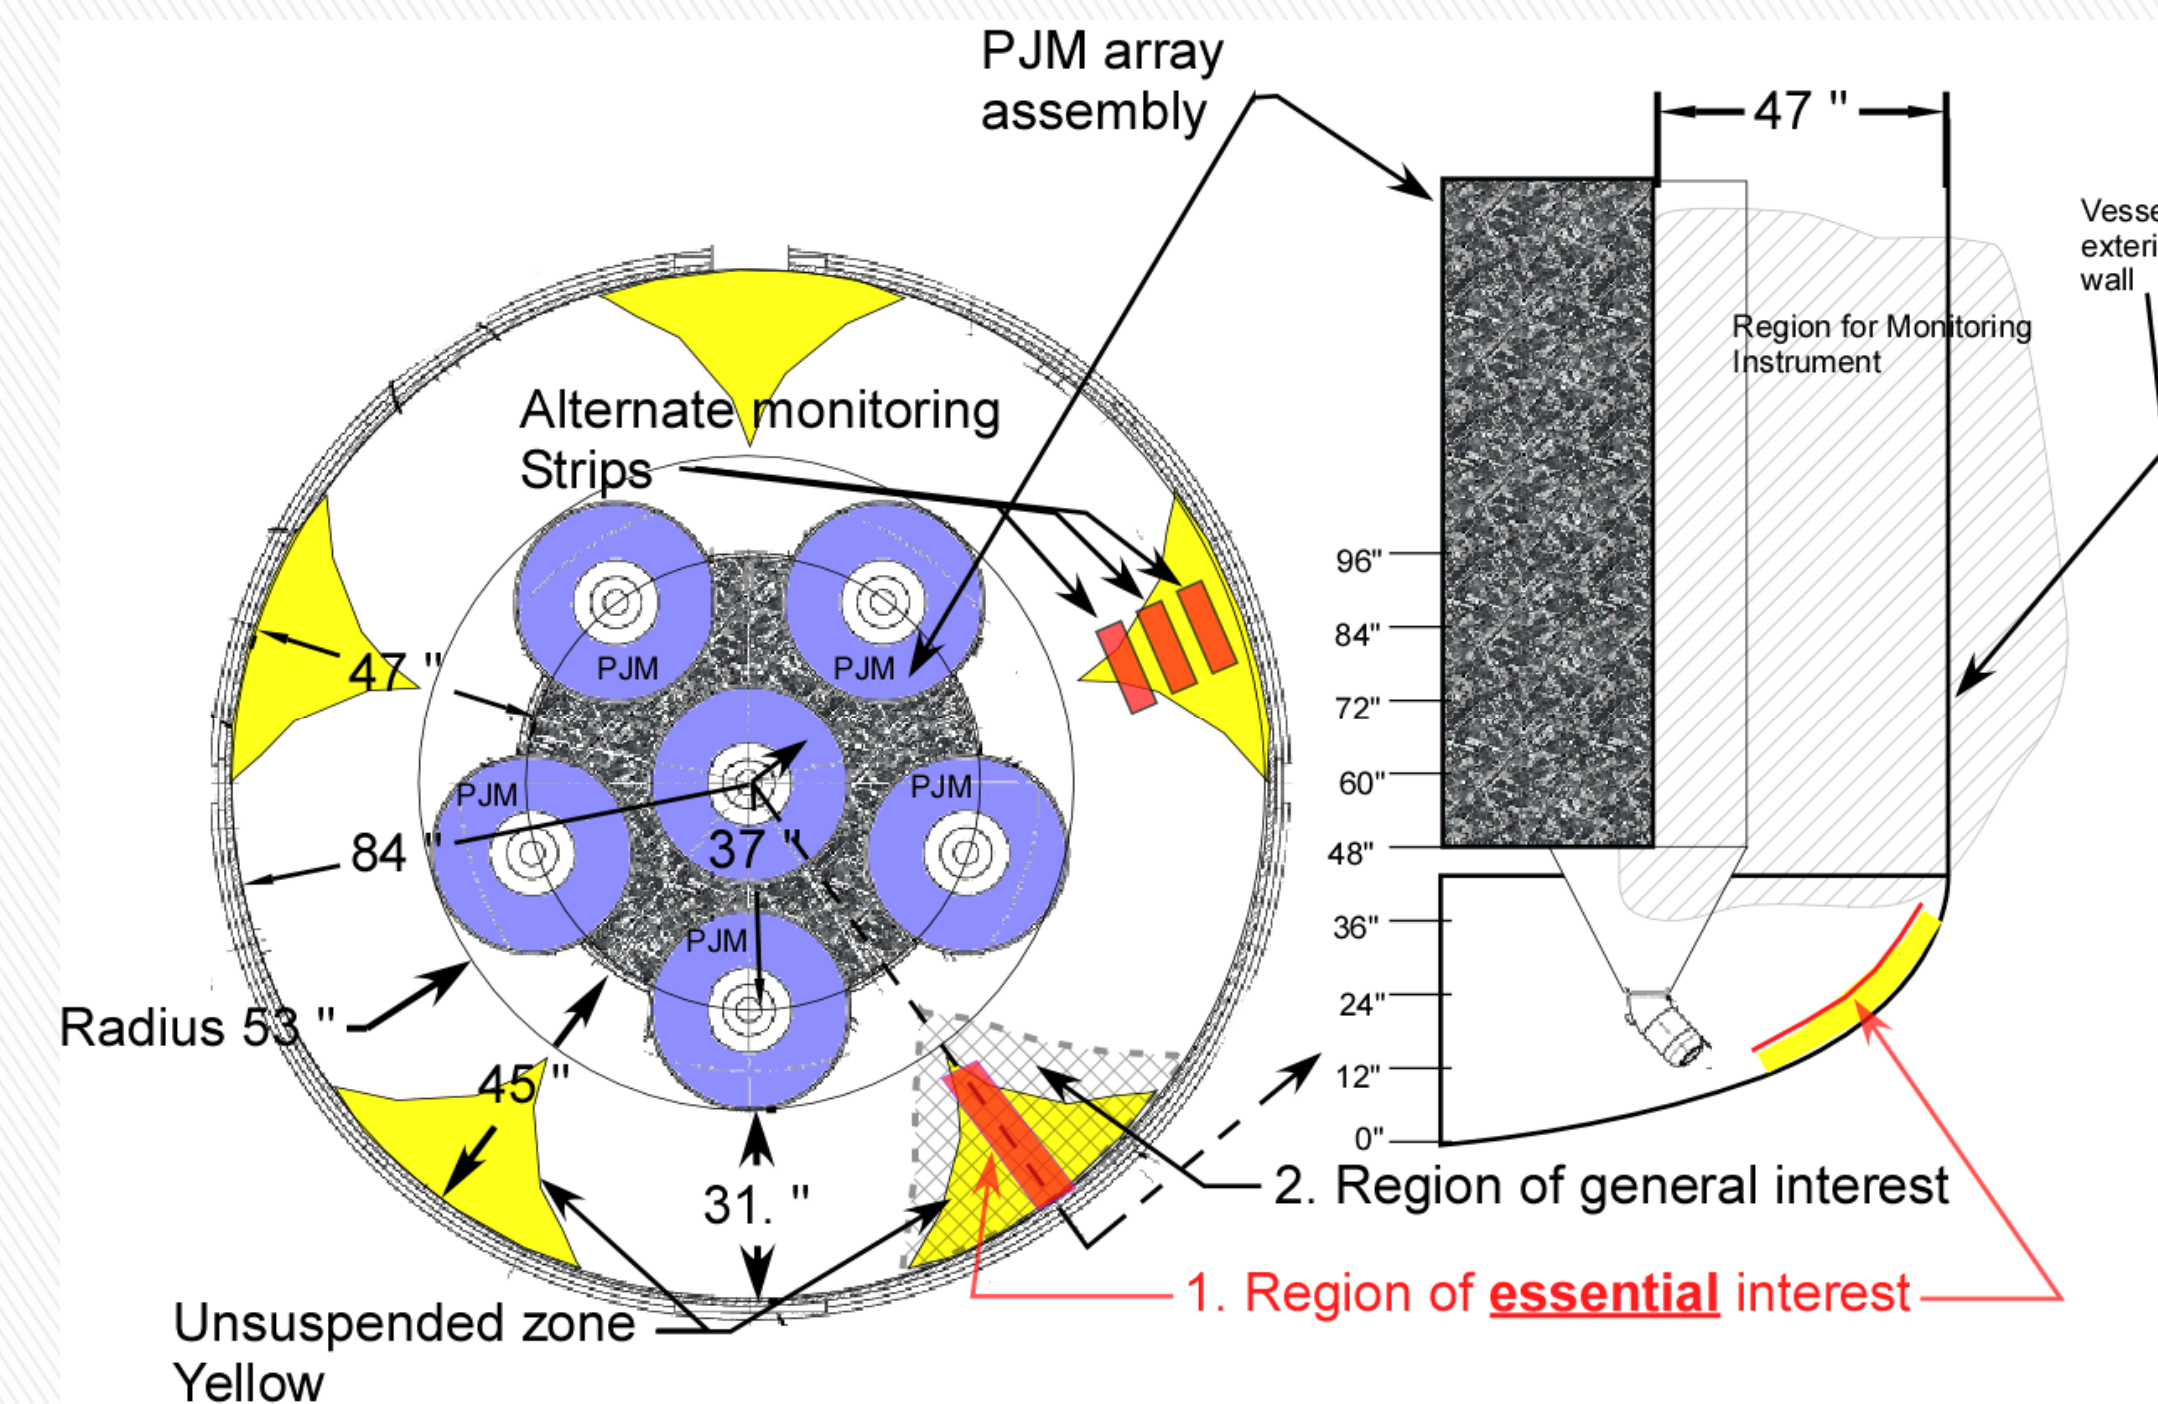 PJM array
assembly
47 "
Vesse
exteri
wall
Region for Monitoring
Instrument
Alternate monitoring
Strips
96"
84"
72"
60"
48"
36"
24"
12"
0"
PJM
PJM
47 "
PJM
PJM
84 "
37 "
PJM
Radius 53 "
45 "
31. "
2. Region of general interest
1. Region of essential interest
Unsuspended zone
Yellow